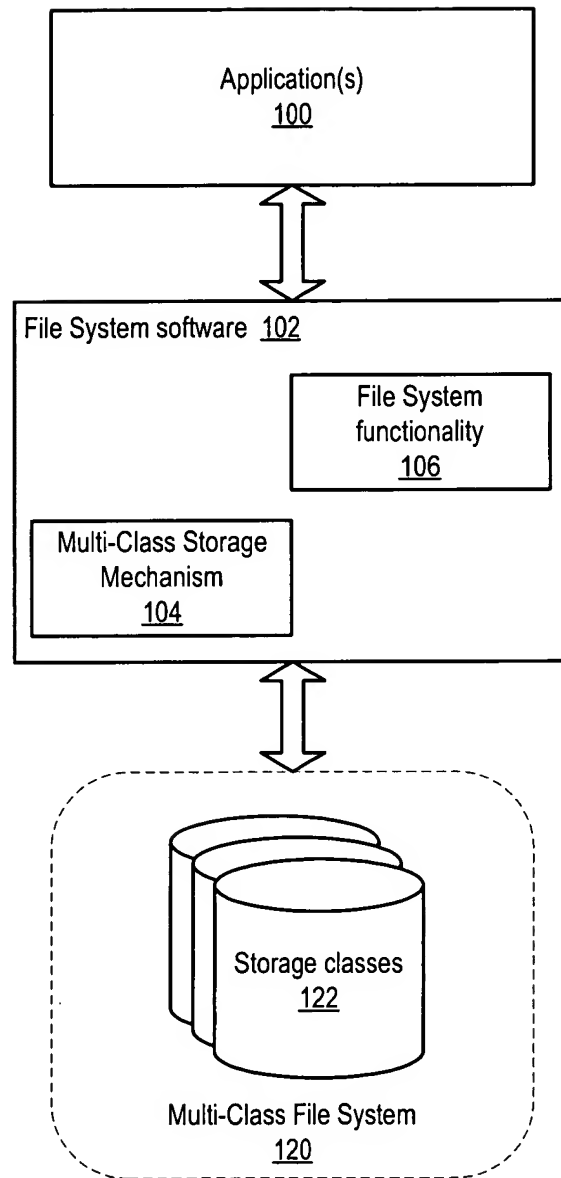 Application(s)
100
File System software 102
File System
functionality
106
Multi-Class Storage
Mechanism
104
Storage classes
122
Multi-Class File System
120